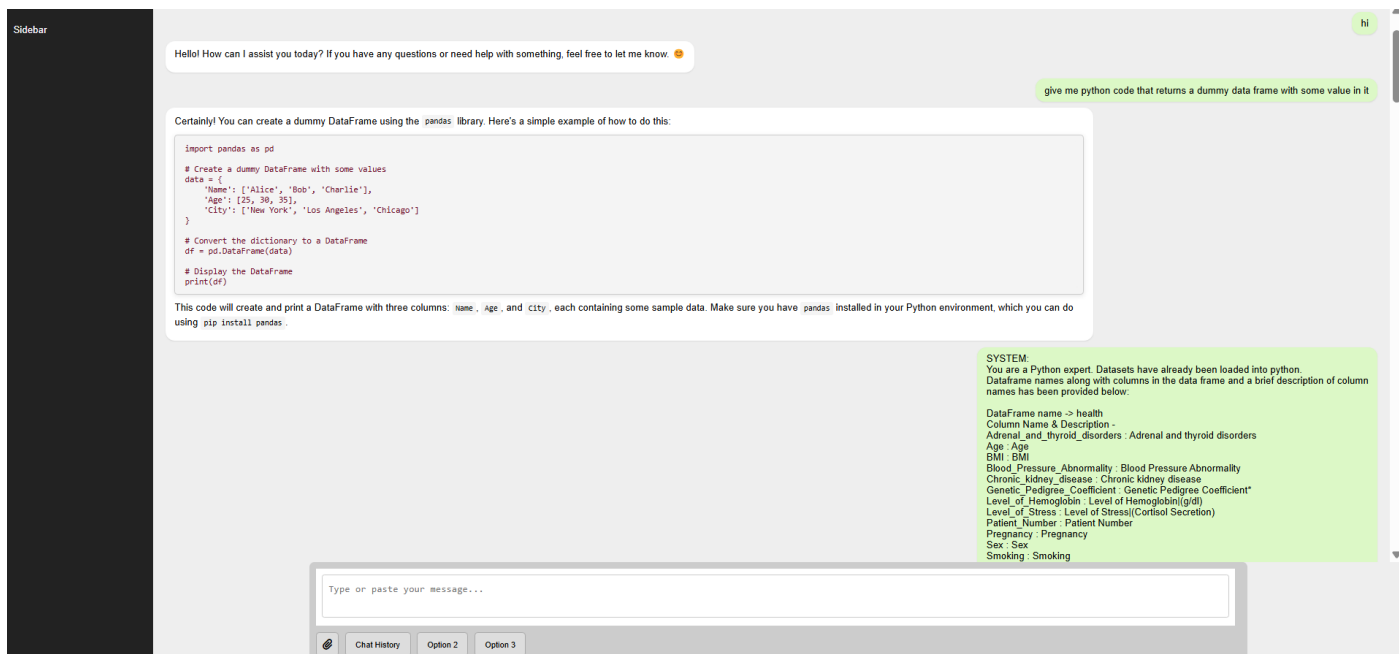 Sidebar
hi
Hello! How can I assist you today? If you have any questions or need help with something, feel free to let me know. 😊
give me python code that returns a dummy data frame with some value in it
Certainly! You can create a dummy DataFrame using the pandas library. Here's a simple example of how to do this:
import pandas as pd
# Create a dummy DataFrame with some values
data = {
    'Name': ['Alice', 'Bob', 'Charlie'],
    'Age': [25, 30, 35],
    'City': ['New York', 'Los Angeles', 'Chicago']
}
# Convert the dictionary to a DataFrame
df = pd.DataFrame(data)
# Display the DataFrame
print(df)
This code will create and print a DataFrame with three columns: Name, Age, and City, each containing some sample data. Make sure you have pandas installed in your Python environment, which you can do
using pip install pandas.
SYSTEM:
You are a Python expert. Datasets have already been loaded into python.
Dataframe names along with columns in the data frame and a brief description of column
names has been provided below:
DataFrame name -> health
Column Name & Description -
Adrenal_and_thyroid_disorders : Adrenal and thyroid disorders
Age : Age
BMI : BMI
Blood_Pressure_Abnormality : Blood Pressure Abnormality
Chronic_kidney_disease : Chronic kidney disease
Genetic_Pedigree_Coefficient : Genetic Pedigree Coefficient*
Level_of_Hemoglobin : Level of Hemoglobin|(g/dl)
Level_of_Stress : Level of Stress|(Cortisol Secretion)
Patient_Number : Patient Number
Pregnancy : Pregnancy
Sex : Sex
Smoking : Smoking
Type or paste your message...
Chat History
Option 2
Option 3